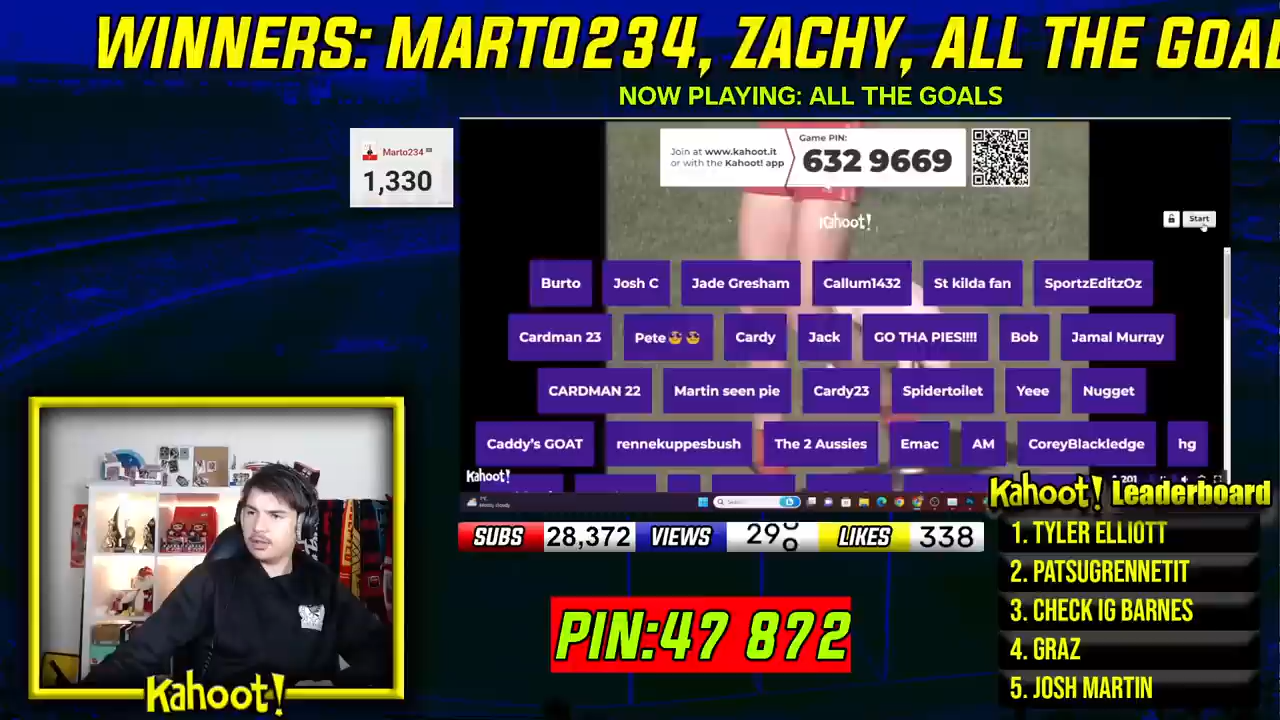 WINNERS: MARTO234, ZACHY, ALL THE GOAL
NOW PLAYING: ALL THE GOALS
Marto234
1,330
Join at www.kahoot.it
or with the Kahoot! app
Game PIN:
632 9669
Kahoot!
Start
Burto Josh C Jade Gresham Callum1432 St kilda fan SportzEditzOz
Cardman 23 Pete🤠🤠 Cardy Jack GO THA PIES!!!! Bob Jamal Murray
CARDMAN 22 Martin seen pie Cardy23 Spidertoilet Yeee Nugget
Caddy's GOAT rennekuppesbush The 2 Aussies Emac AM CoreyBlackledge hg
Kahoot!
201
Search
Kahoot! Leaderboard
SUBS 28,372 VIEWS 29 LIKES 338
1. TYLER ELLIOTT
2. PATSUGRENNETIT
3. CHECK IG BARNES
4. GRAZ
5. JOSH MARTIN
PIN:47 872
Kahoot!